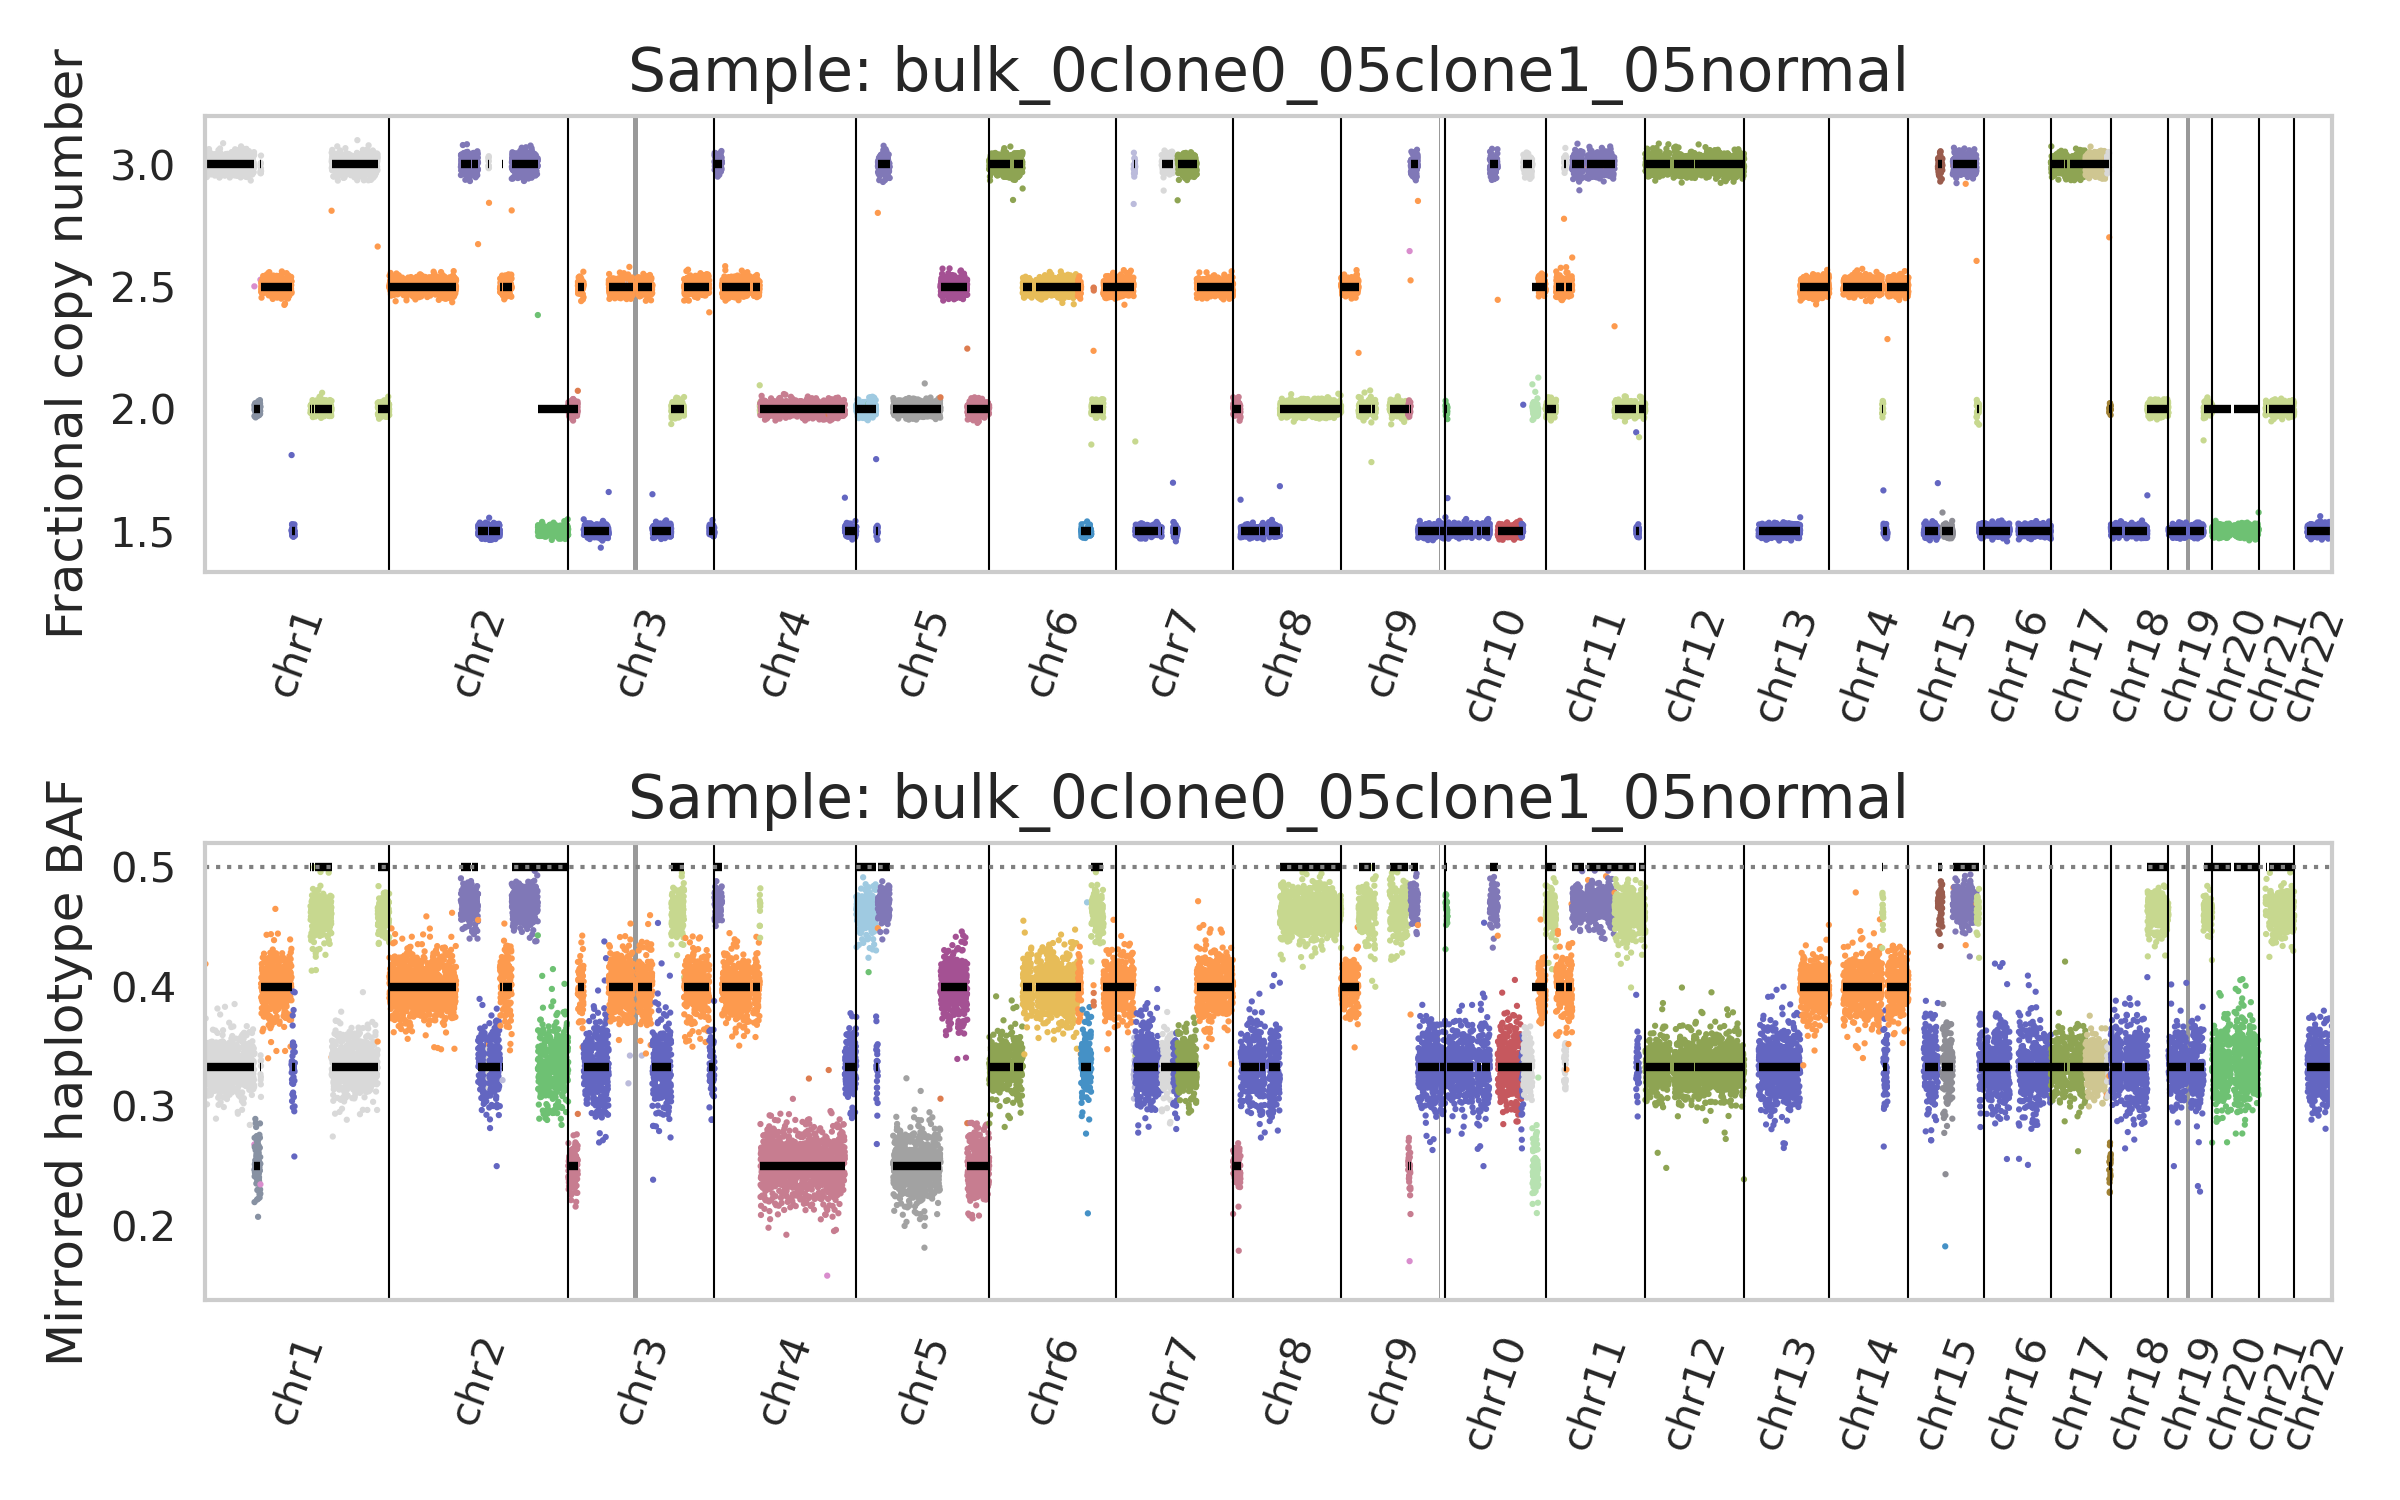 Sample: bulk_0clone0_05clone1_05normal
Fractional copy number
3.0
2.5
2.0
1.5
chr1
chr2
chr3
chr4
chr5
chr6
chr7
chr8
chr9
chr10
chr11
chr12
chr13
chr14
chr15
chr16
chr17
chr18
chr19
chr20
chr21
chr22
Sample: bulk_0clone0_05clone1_05normal
Mirrored haplotype BAF
0.5
0.4
0.3
0.2
chr1
chr2
chr3
chr4
chr5
chr6
chr7
chr8
chr9
chr10
chr11
chr12
chr13
chr14
chr15
chr16
chr17
chr18
chr19
chr20
chr21
chr22